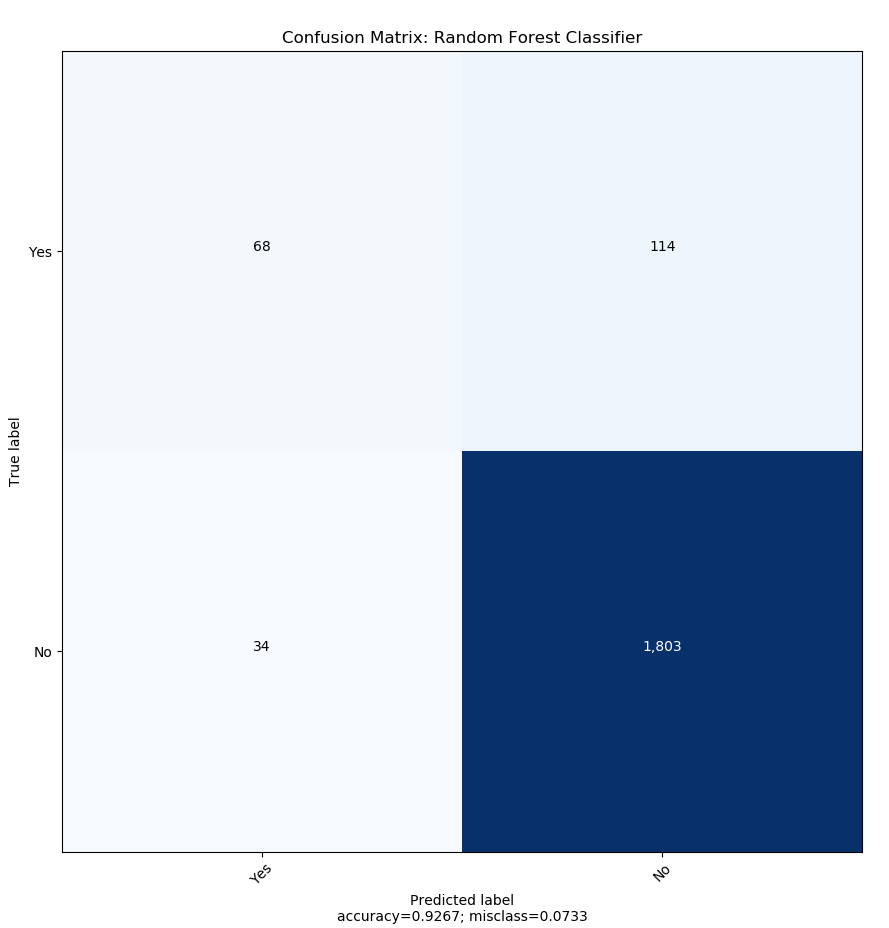 Confusion Matrix: Random Forest Classifier
Yes
68
114
True label
No
34
1,803
Yes
No
Predicted label
accuracy=0.9267; misclass=0.0733